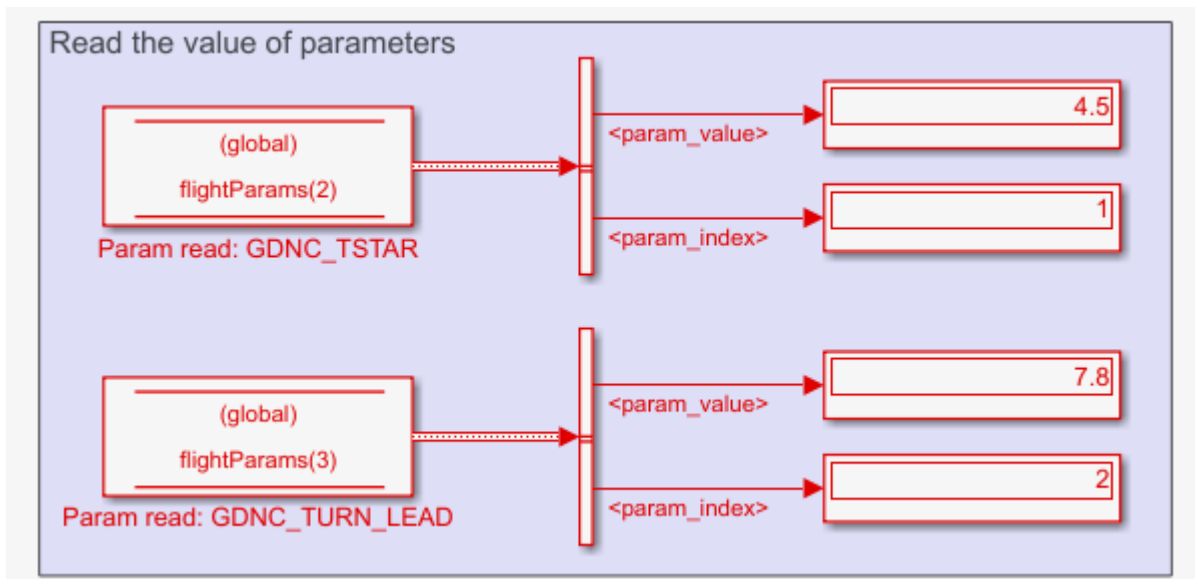 Read the value of parameters
(global)
flightParams(2)
Param read: GDNC_TSTAR
<param_value>
4.5
<param_index>
1
(global)
flightParams(3)
Param read: GDNC_TURN_LEAD
<param_value>
7.8
<param_index>
2